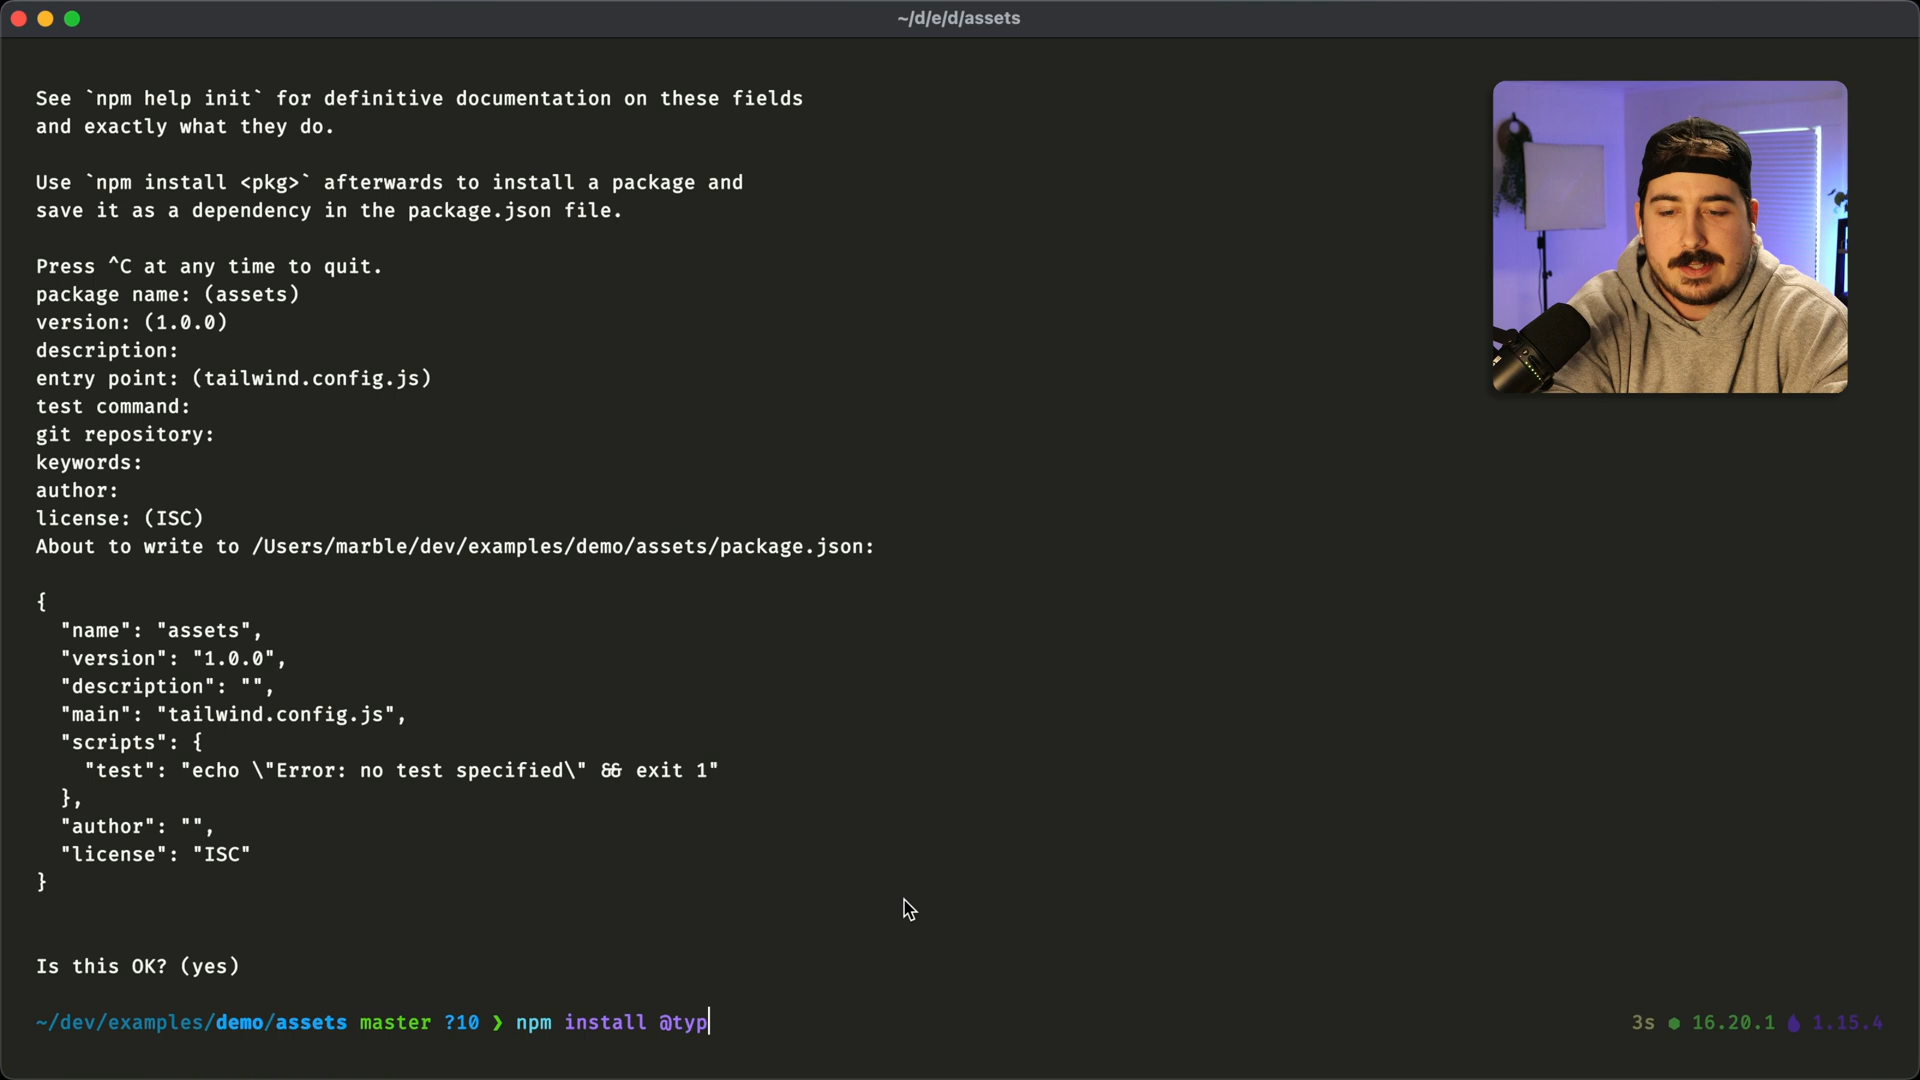 ~/d/e/d/assets
See `npm help init` for definitive documentation on these fields
and exactly what they do.
Use `npm install <pkg>` afterwards to install a package and
save it as a dependency in the package.json file.
Press ^C at any time to quit.
package name: (assets)
version: (1.0.0)
description:
entry point: (tailwind.config.js)
test command:
git repository:
keywords:
author:
license: (ISC)
About to write to /Users/marble/dev/examples/demo/assets/package.json:
{
  "name": "assets",
  "version": "1.0.0",
  "description": "",
  "main": "tailwind.config.js",
  "scripts": {
    "test": "echo \"Error: no test specified\" && exit 1"
  },
  "author": "",
  "license": "ISC"
}
Is this OK? (yes)
~/dev/examples/demo/assets master ?10 ❯ npm install @typ 3s 16.20.1 1.15.4